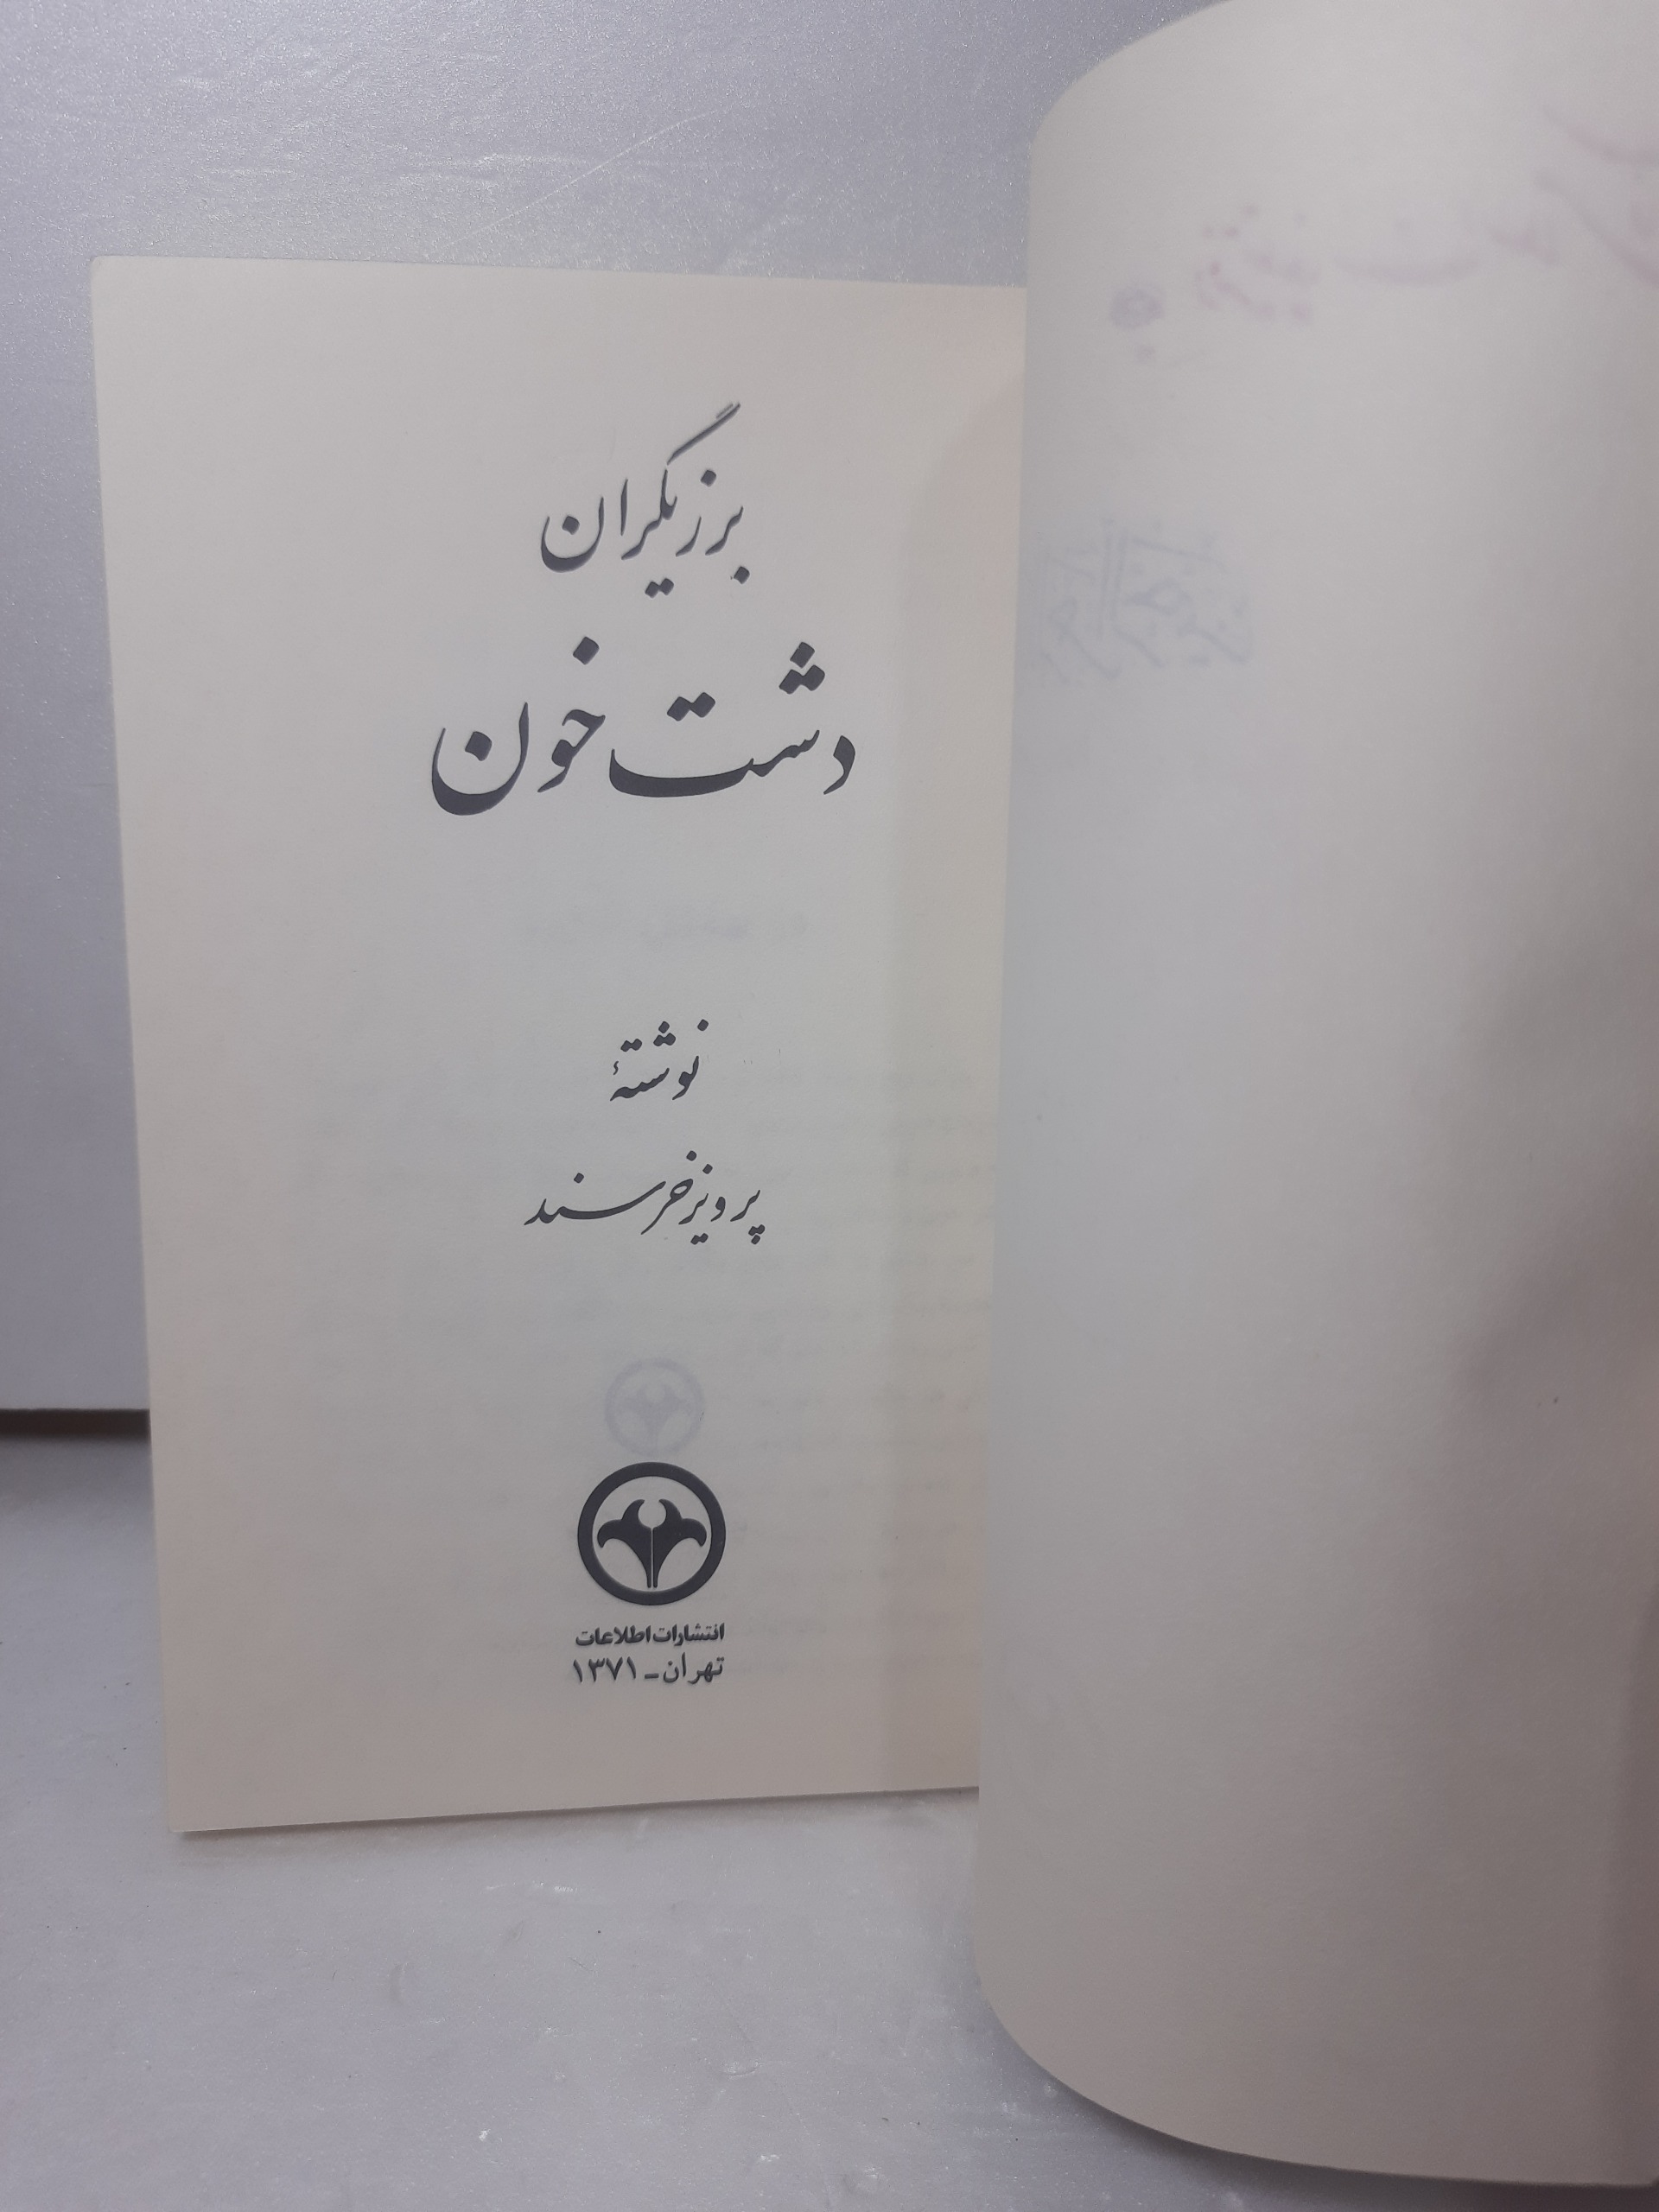 برزیگران
دشت خون
نوشتهٔ
پرویز خرسند
انتشارات اطلاعات
تهران ـ ۱۳۷۱